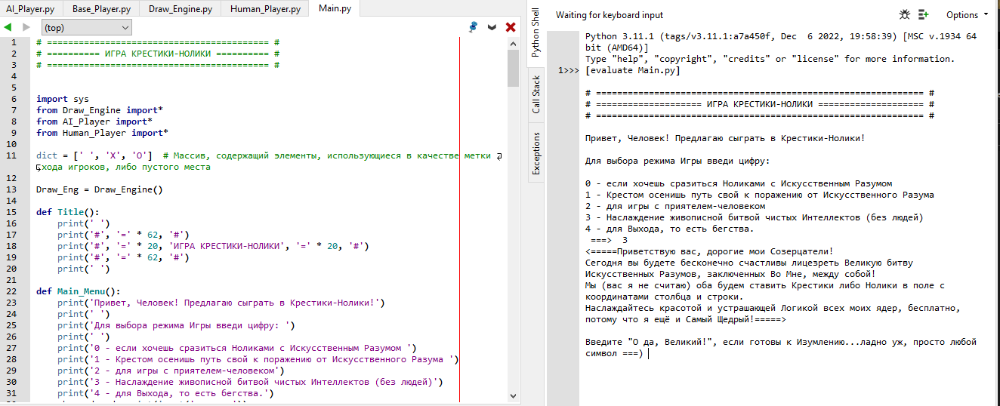 AI_Player.py Base_Player.py Draw_Engine.py Human_Player.py Main.py
(top)
1 # ========================================== #
2 # ========== ИГРА КРЕСТИКИ-НОЛИКИ ========== #
3 # ========================================== #
4
5
6 import sys
7 from Draw_Engine import*
8 from AI_Player import*
9 from Human_Player import*
10
11 dict = [' ', 'X', 'O']  # Массив, содержащий элементы, использующиеся в качестве метки
хода игроков, либо пустого места
12
13 Draw_Eng = Draw_Engine()
14
15 def Title():
16     print(' ')
17     print('#', '=' * 62, '#')
18     print('#', '=' * 20, 'ИГРА КРЕСТИКИ-НОЛИКИ', '=' * 20, '#')
19     print('#', '=' * 62, '#')
20     print(' ')
21
22 def Main_Menu():
23     print('Привет, Человек! Предлагаю сыграть в Крестики-Нолики!')
24     print(' ')
25     print('Для выбора режима Игры введи цифру: ')
26     print(' ')
27     print('0 - если хочешь сразиться Ноликами с Искусственным Разумом ')
28     print('1 - Крестом осенишь путь свой к поражению от Искусственного Разума ')
29     print('2 - для игры с приятелем-человеком')
30     print('3 - Наслаждение живописной битвой чистых Интеллектов (без людей)')
31     print('4 - для Выхода, то есть бегства.')
Python Shell
Call Stack
Exceptions
Waiting for keyboard input
Options
Python 3.11.1 (tags/v3.11.1:a7a450f, Dec  6 2022, 19:58:39) [MSC v.1934 64
bit (AMD64)]
Type "help", "copyright", "credits" or "license" for more information.
1>>> [evaluate Main.py]
# ============================================================== #
# ==================== ИГРА КРЕСТИКИ-НОЛИКИ ==================== #
# ============================================================== #
Привет, Человек! Предлагаю сыграть в Крестики-Нолики!
Для выбора режима Игры введи цифру:
0 - если хочешь сразиться Ноликами с Искусственным Разумом
1 - Крестом осенишь путь свой к поражению от Искусственного Разума
2 - для игры с приятелем-человеком
3 - Наслаждение живописной битвой чистых Интеллектов (без людей)
4 - для Выхода, то есть бегства.
===>  3
<=====Приветствую вас, дорогие мои Созерцатели!
Сегодня вы будете бесконечно счастливы лицезреть Великую битву
Искусственных Разумов, заключенных Во Мне, между собой!
Мы (вас я не считаю) оба будем ставить Крестики либо Нолики в поле с
координатами столбца и строки.
Наслаждайтесь красотой и устрашающей Логикой всех моих ядер, бесплатно,
потому что я ещё и Самый Щедрый!=====>
Введите "О да, Великий!", если готовы к Изумлению...ладно уж, просто любой
символ ===)